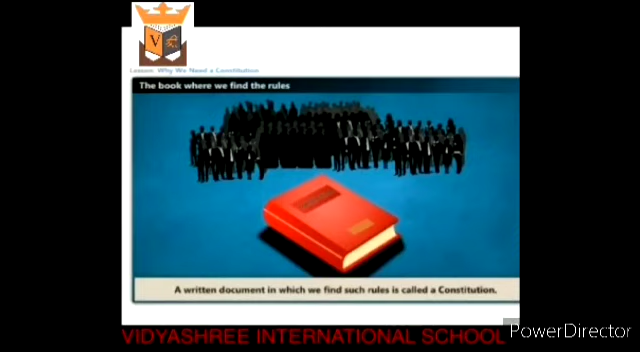 Lesson: Why We Need a Constitution
The book where we find the rules
A written document in which we find such rules is called a Constitution.
VIDYASHREE INTERNATIONAL SCHOOL
PowerDirector